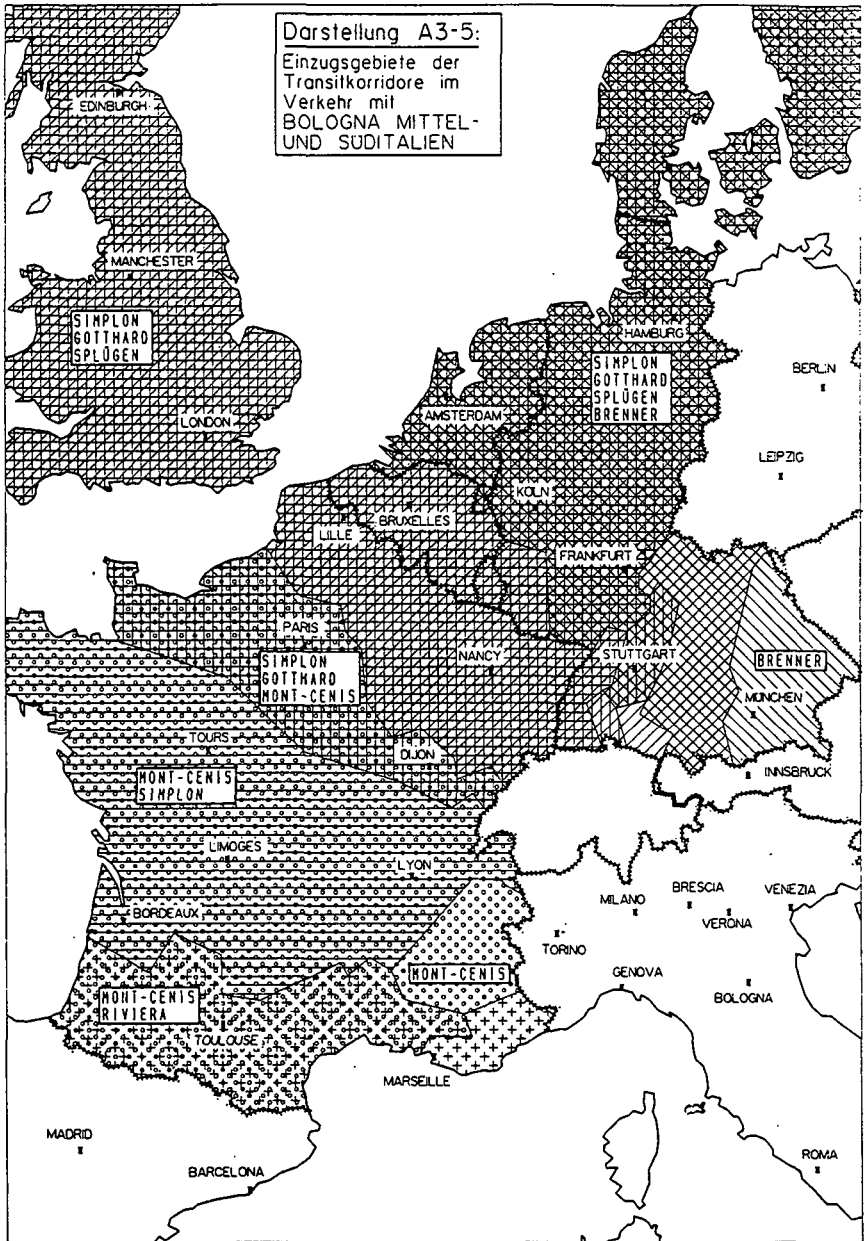 Darstellung A3-5:
Einzugsgebiete der
Transitkorridore im
Verkehr mit
BOLOGNA MITTEL-
UND SÜDITALIEN
EDINBURGH
MANCHESTER
SIMPLON
GOTTHARD
SPLÜGEN
LONDON
HAMBURG
SIMPLON
GOTTHARD
SPLÜGEN
BRENNER
BERLIN
AMSTERDAM
LEIPZIG
KÖLN
BRUXELLES
LILLE
FRANKFURT
PARIS
NANCY
STUTTGART
SIMPLON
GOTTHARD
MONT-CENIS
BRENNER
MÜNCHEN
TOURS
DIJON
INNSBRUCK
MONT-CENIS
SIMPLON
LIMOGES
LYON
BORDEAUX
MILANO
BRESCIA
VENEZIA
VERONA
TORINO
MONT-CENIS
GENOVA
BOLOGNA
MONT-CENIS
RIVIERA
TOULOUSE
MARSEILLE
MADRID
BARCELONA
ROMA